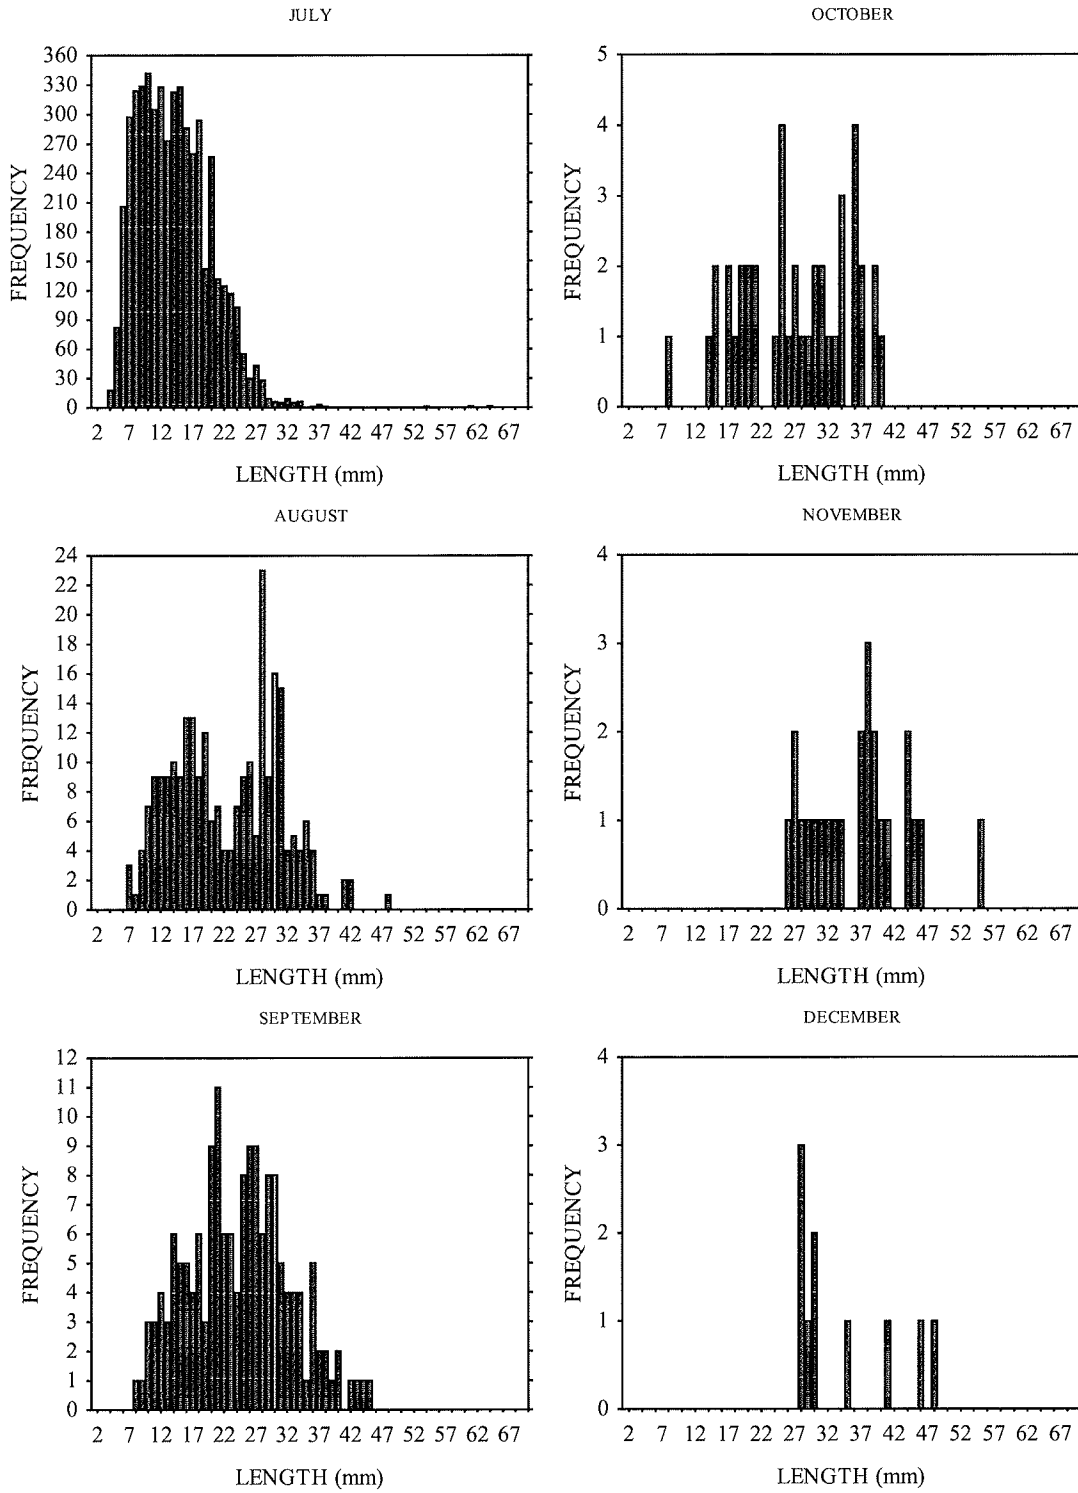 JULY
360
330
300
270
240
210
180
150
120
90
60
30
0
FREQUENCY
2 7 12 17 22 27 32 37 42 47 52 57 62 67
LENGTH (mm)
OCTOBER
5
4
3
2
1
0
FREQUENCY
2 7 12 17 22 27 32 37 42 47 52 57 62 67
LENGTH (mm)
AUGUST
24
22
20
18
16
14
12
10
8
6
4
2
0
FREQUENCY
2 7 12 17 22 27 32 37 42 47 52 57 62 67
LENGTH (mm)
NOVEMBER
4
3
2
1
0
FREQUENCY
2 7 12 17 22 27 32 37 42 47 52 57 62 67
LENGTH (mm)
SEPTEMBER
12
11
10
9
8
7
6
5
4
3
2
1
0
FREQUENCY
2 7 12 17 22 27 32 37 42 47 52 57 62 67
LENGTH (mm)
DECEMBER
4
3
2
1
0
FREQUENCY
2 7 12 17 22 27 32 37 42 47 52 57 62 67
LENGTH (mm)